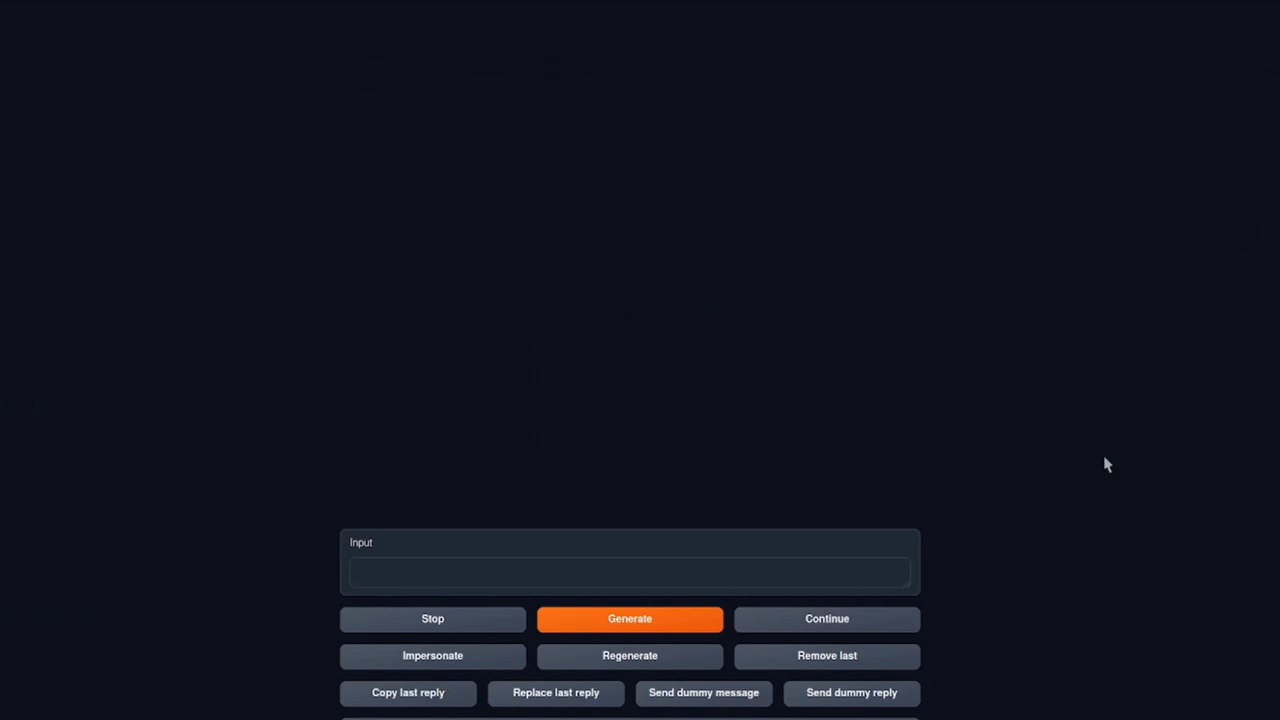 Input
Stop Generate Continue
Impersonate Regenerate Remove last
Copy last reply Replace last reply Send dummy message Send dummy reply